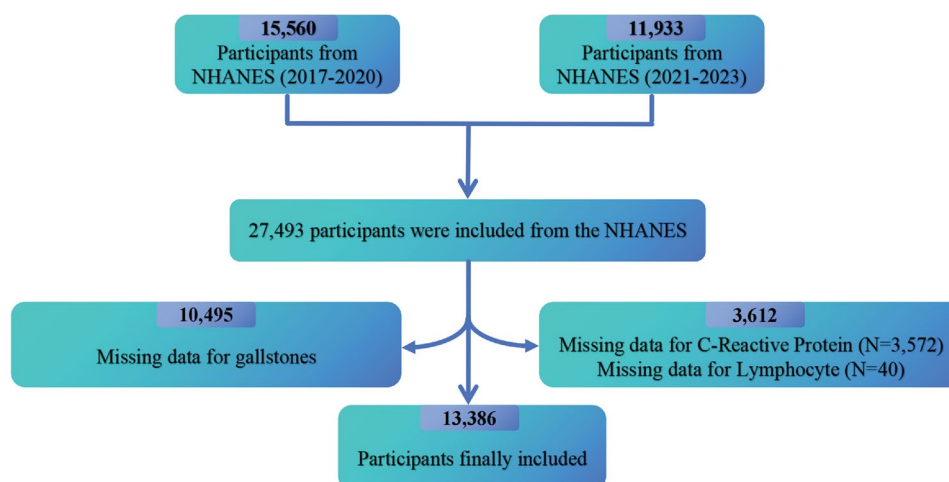 15,560
Participants from
NHANES (2017-2020)
11,933
Participants from
NHANES (2021-2023)
27,493 participants were included from the NHANES
10,495
Missing data for gallstones
3,612
Missing data for C-Reactive Protein (N=3,572)
Missing data for Lymphocyte (N=40)
13,386
Participants finally included